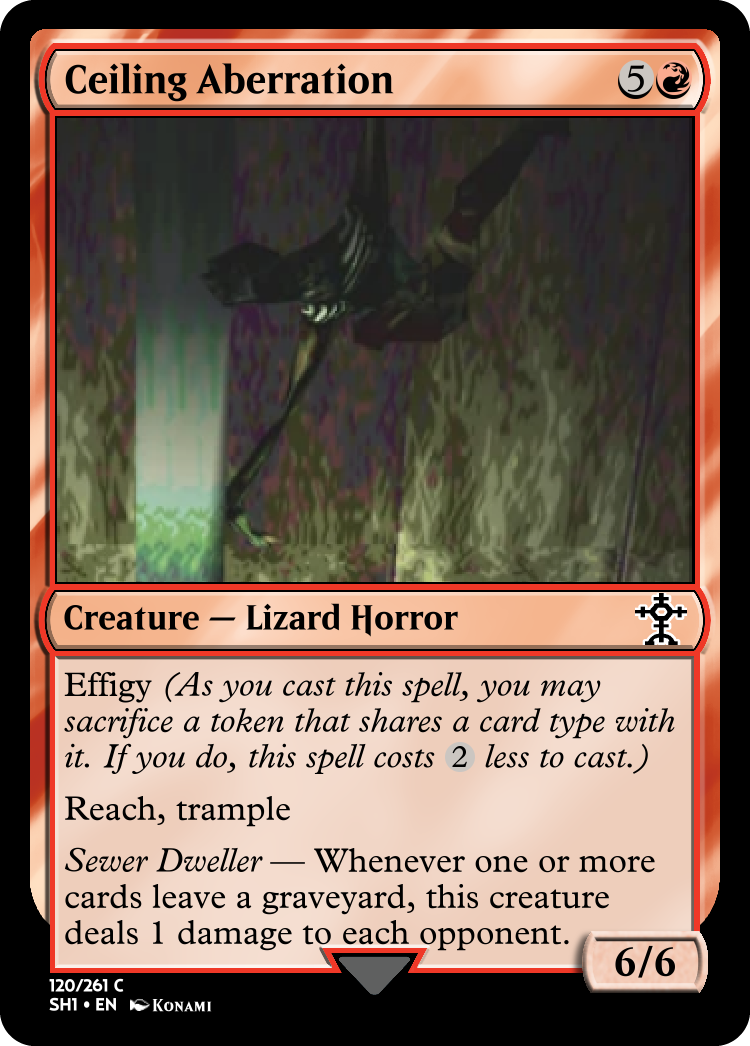 Ceiling Aberration 5
Creature — Lizard Horror
Effigy (As you cast this spell, you may
sacrifice a token that shares a card type with
it. If you do, this spell costs 2 less to cast.)
Reach, trample
Sewer Dweller — Whenever one or more
cards leave a graveyard, this creature
deals 1 damage to each opponent.
6/6
120/261 C
SH1 • EN KONAMI